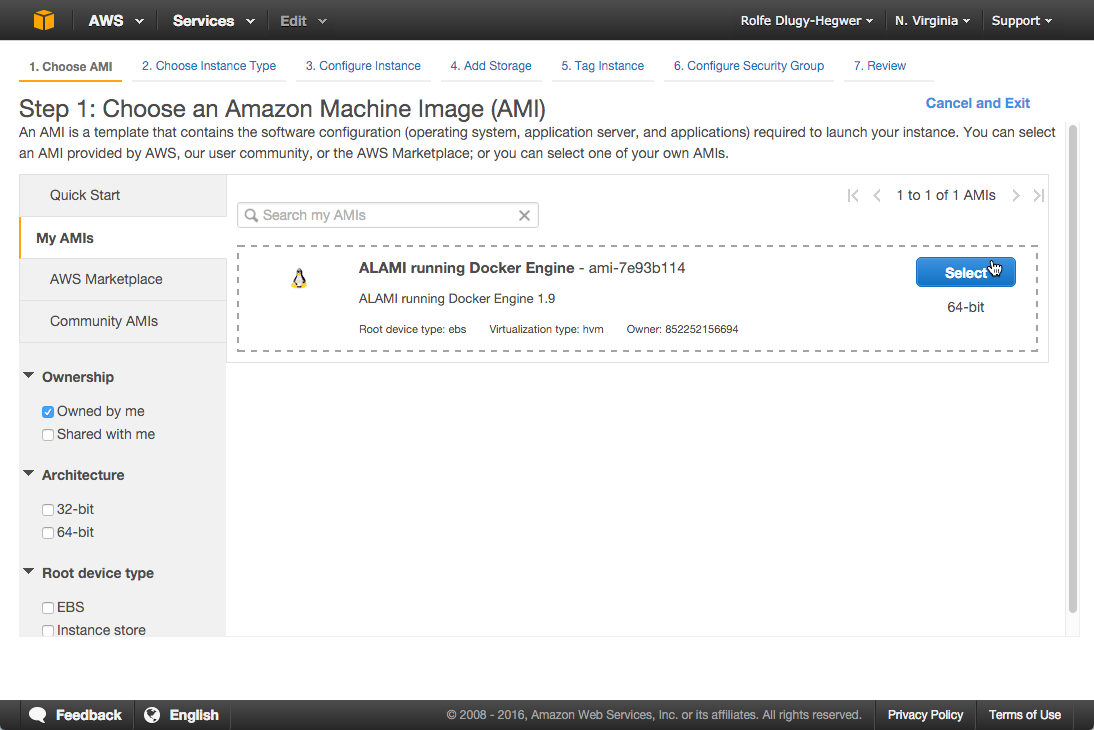 AWS Services Edit Rolfe Dlugy-Hegwer N. Virginia Support
1. Choose AMI 2. Choose Instance Type 3. Configure Instance 4. Add Storage 5. Tag Instance 6. Configure Security Group 7. Review
Step 1: Choose an Amazon Machine Image (AMI)
Cancel and Exit
An AMI is a template that contains the software configuration (operating system, application server, and applications) required to launch your instance. You can select
an AMI provided by AWS, our user community, or the AWS Marketplace; or you can select one of your own AMIs.
Quick Start
My AMIs
AWS Marketplace
Community AMIs
Ownership
Owned by me
Shared with me
Architecture
32-bit
64-bit
Root device type
EBS
Instance store
1 to 1 of 1 AMIs
Search my AMIs
ALAMI running Docker Engine - ami-7e93b114
ALAMI running Docker Engine 1.9
Root device type: ebs Virtualization type: hvm Owner: 852252156694
Select
64-bit
Feedback English © 2008 - 2016, Amazon Web Services, Inc. or its affiliates. All rights reserved. Privacy Policy Terms of Use